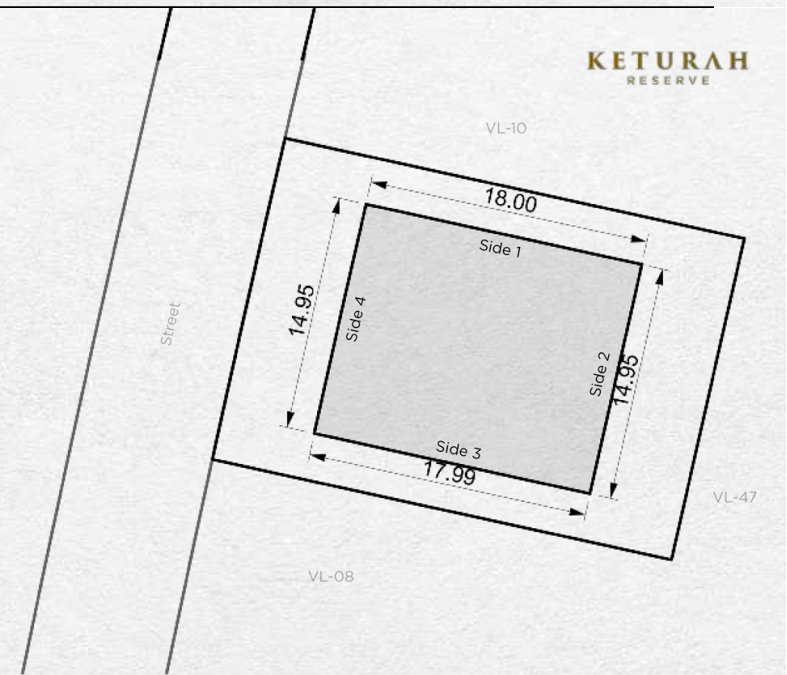 KETURAH
RESERVE
VL-10
18.00
Side 1
14.95
Side 4
Street
Side 2
14.95
Side 3
17.99
VL-47
VL-08